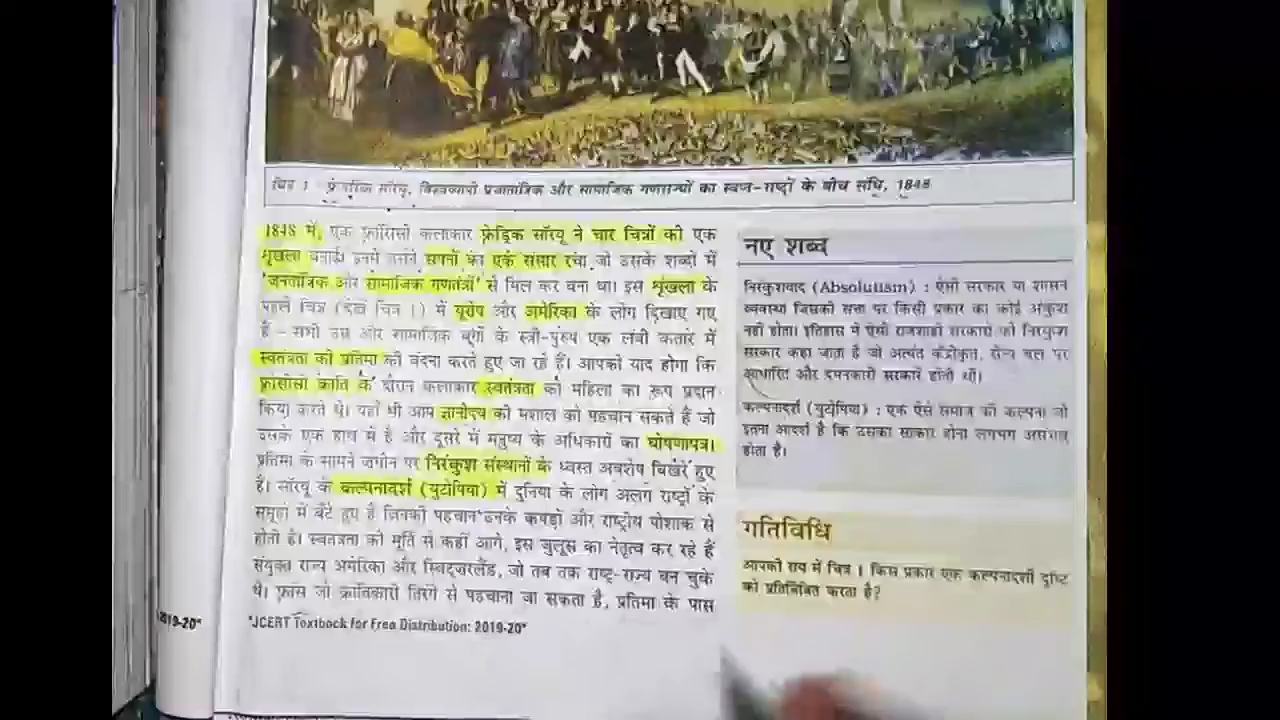 चित्र 1 फ्रेड्रिक सॉरयू, विश्वव्यापी प्रजातांत्रिक और सामाजिक गणराज्यों का स्वप्न-राष्ट्रों के बीच संधि, 1848
1848 में, एक फ्रांसिसी कलाकार फ्रेड्रिक सॉरयू ने चार चित्रों की एक
शृंखला बनाई। इनमें उसने सपनों का एक संसार रचा जो उसके शब्दों में
'जनतांत्रिक और सामाजिक गणतंत्रों' से मिल कर बना था। इस शृंखला के
पहले चित्र (देखें चित्र 1) में यूरोप और अमेरिका के लोग दिखाए गए
हैं – सभी उम्र और सामाजिक वर्गों के स्त्री-पुरुष एक लंबी कतार में
स्वतंत्रता की प्रतिमा की वंदना करते हुए जा रहे हैं। आपको याद होगा कि
फ्रांसीसी क्रांति के दौरान कलाकार स्वतंत्रता को महिला का रूप प्रदान
किया करते थे। यहाँ भी आप ज्ञानोदय की मशाल को पहचान सकते हैं जो
उसके एक हाथ में है और दूसरे में मनुष्य के अधिकारों का घोषणापत्र।
प्रतिमा के सामने जमीन पर निरंकुश संस्थानों के ध्वस्त अवशेष बिखरे हुए
हैं। सॉरयू के कल्पनादर्श (युटोपिया) में दुनिया के लोग अलग राष्ट्रों के
समूहों में बँटे हुए हैं जिनकी पहचान उनके कपड़ों और राष्ट्रीय पोशाक से
होती है। स्वतंत्रता की मूर्ति से कहीं आगे, इस जुलूस का नेतृत्व कर रहे हैं
संयुक्त राज्य अमेरिका और स्विट्ज़रलैंड, जो तब तक राष्ट्र-राज्य बन चुके
थे। फ्रांस जो क्रांतिकारी तिरंगे से पहचाना जा सकता है, प्रतिमा के पास
2019-20"
"JCERT Textbook for Free Distribution: 2019-20"
नए शब्द
निरंकुशवाद (Absolutism) : ऐसी सरकार या शासन
व्यवस्था जिसकी सत्ता पर किसी प्रकार का कोई अंकुश
नहीं होता। इतिहास में ऐसी राजशाही सरकारों को निरंकुश
सरकार कहा जाता है जो अत्यंत केंद्रीकृत, सैन्य बल पर
आधारित और दमनकारी सरकारें होती थीं।
कल्पनादर्श (युटोपिया) : एक ऐसे समाज की कल्पना जो
इतना आदर्श है कि उसका साकार होना लगभग असंभव
होता है।
गतिविधि
आपकी राय में चित्र 1 किस प्रकार एक कल्पनादर्शी दृष्टि
को प्रतिबिंबित करता है?